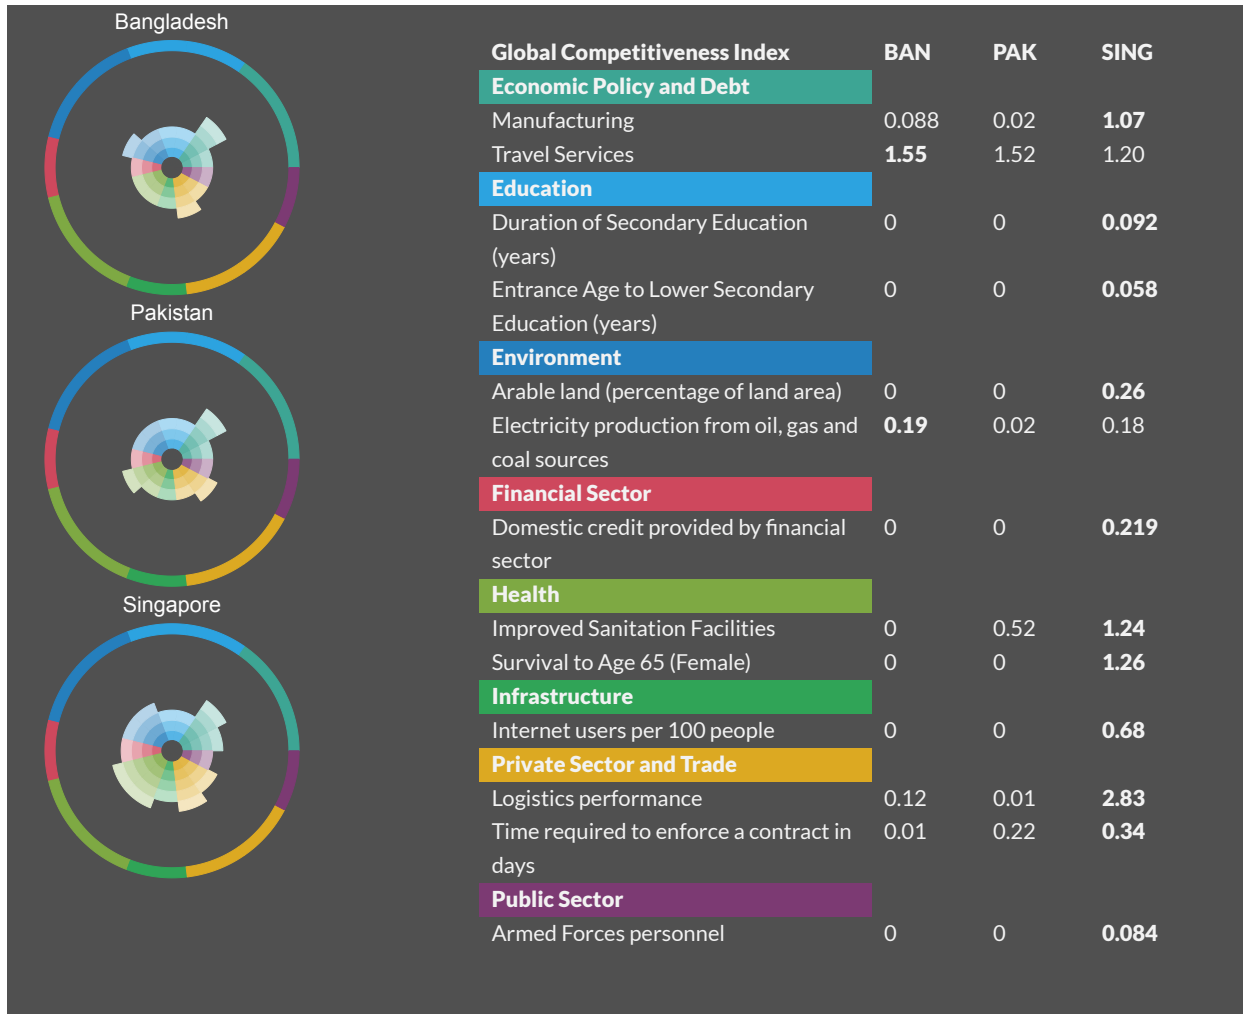 Bangladesh
Pakistan
Singapore
Global Competitiveness Index BAN PAK SING
Economic Policy and Debt
Manufacturing 0.088 0.02 1.07
Travel Services 1.55 1.52 1.20
Education
Duration of Secondary Education 0 0 0.092
(years)
Entrance Age to Lower Secondary 0 0 0.058
Education (years)
Environment
Arable land (percentage of land area) 0 0 0.26
Electricity production from oil, gas and 0.19 0.02 0.18
coal sources
Financial Sector
Domestic credit provided by financial 0 0 0.219
sector
Health
Improved Sanitation Facilities 0 0.52 1.24
Survival to Age 65 (Female) 0 0 1.26
Infrastructure
Internet users per 100 people 0 0 0.68
Private Sector and Trade
Logistics performance 0.12 0.01 2.83
Time required to enforce a contract in 0.01 0.22 0.34
days
Public Sector
Armed Forces personnel 0 0 0.084